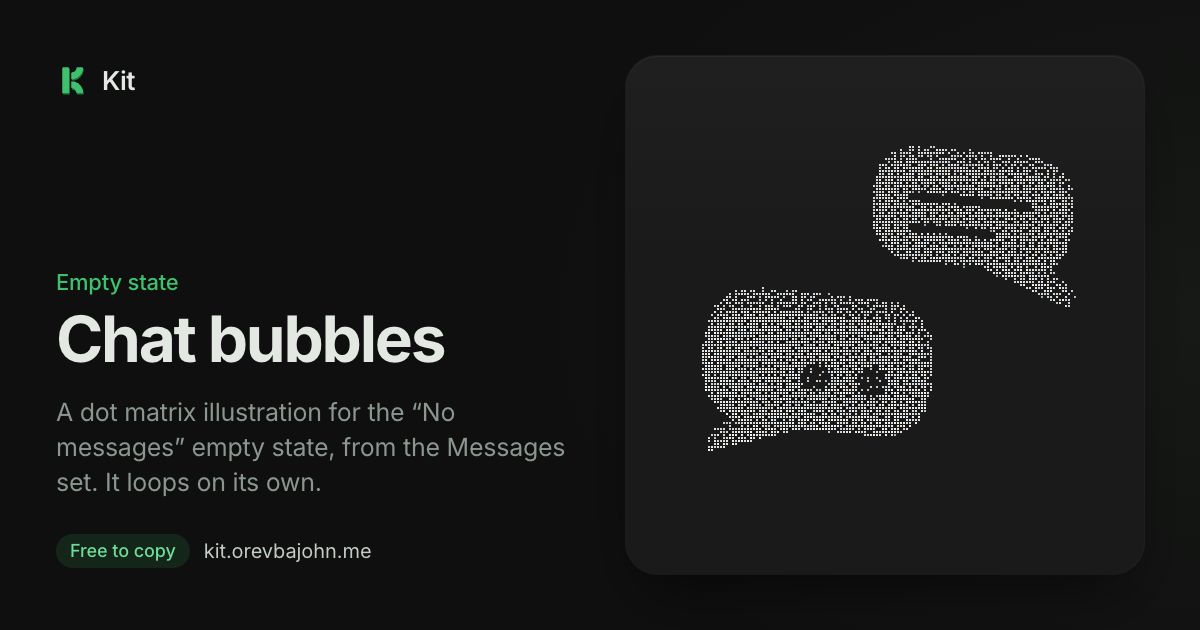 Kit
Empty state
Chat bubbles
A dot matrix illustration for the “No
messages” empty state, from the Messages
set. It loops on its own.
Free to copy
kit.orevbajohn.me